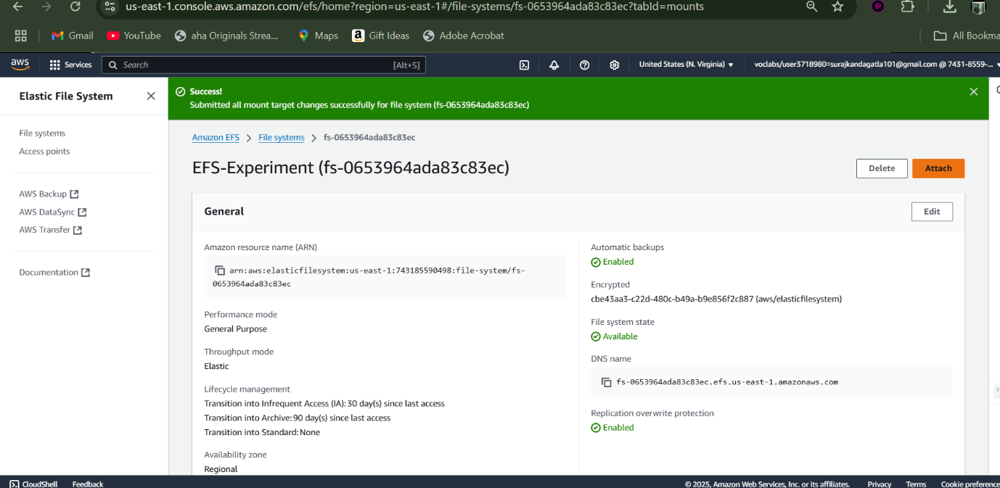 us-east-1.console.aws.amazon.com/efs/home?region=us-east-1#/file-systems/fs-0653964ada83c83ec?tabId=mounts
Gmail YouTube aha Originals Strea... Maps Gift Ideas Adobe Acrobat All Bookma
aws Services Search [Alt+S] United States (N. Virginia) voclabs/user3718980=surajkandagatla101@gmail.com @ 7431-8559-...
Elastic File System
Success!
Submitted all mount target changes successfully for file system (fs-0653964ada83c83ec)
File systems
Access points
AWS Backup
AWS DataSync
AWS Transfer
Documentation
Amazon EFS > File systems > fs-0653964ada83c83ec
EFS-Experiment (fs-0653964ada83c83ec)
Delete Attach
General
Edit
Amazon resource name (ARN)
arn:aws:elasticfilesystem:us-east-1:743185590498:file-system/fs-
0653964ada83c83ec
Performance mode
General Purpose
Throughput mode
Elastic
Lifecycle management
Transition into Infrequent Access (IA): 30 day(s) since last access
Transition into Archive: 90 day(s) since last access
Transition into Standard: None
Availability zone
Regional
Automatic backups
Enabled
Encrypted
cbe43aa3-c22d-480c-b49a-b9e856f2c887 (aws/elasticfilesystem)
File system state
Available
DNS name
fs-0653964ada83c83ec.efs.us-east-1.amazonaws.com
Replication overwrite protection
Enabled
CloudShell Feedback © 2025, Amazon Web Services, Inc. or its affiliates. Privacy Terms Cookie preference